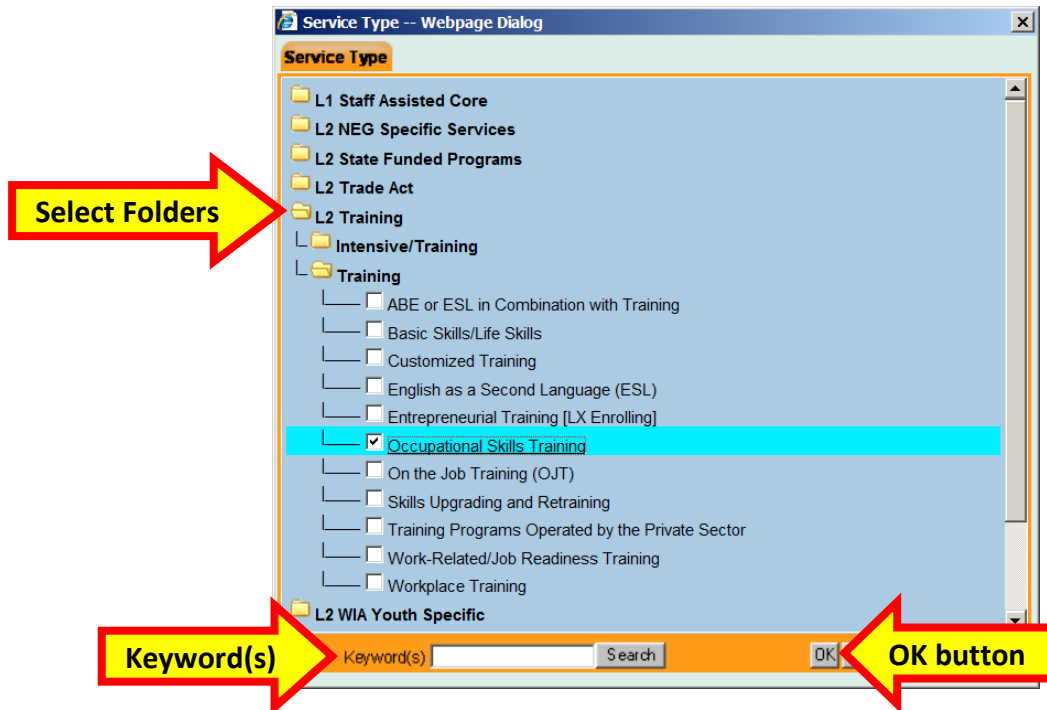 Service Type -- Webpage Dialog
Service Type
L1 Staff Assisted Core
L2 NEG Specific Services
L2 State Funded Programs
L2 Trade Act
Select Folders
L2 Training
Intensive/Training
Training
ABE or ESL in Combination with Training
Basic Skills/Life Skills
Customized Training
English as a Second Language (ESL)
Entrepreneurial Training [LX Enrolling]
Occupational Skills Training
On the Job Training (OJT)
Skills Upgrading and Retraining
Training Programs Operated by the Private Sector
Work-Related/Job Readiness Training
Workplace Training
L2 WIA Youth Specific
Keyword(s) Keyword(s) Search OK OK button